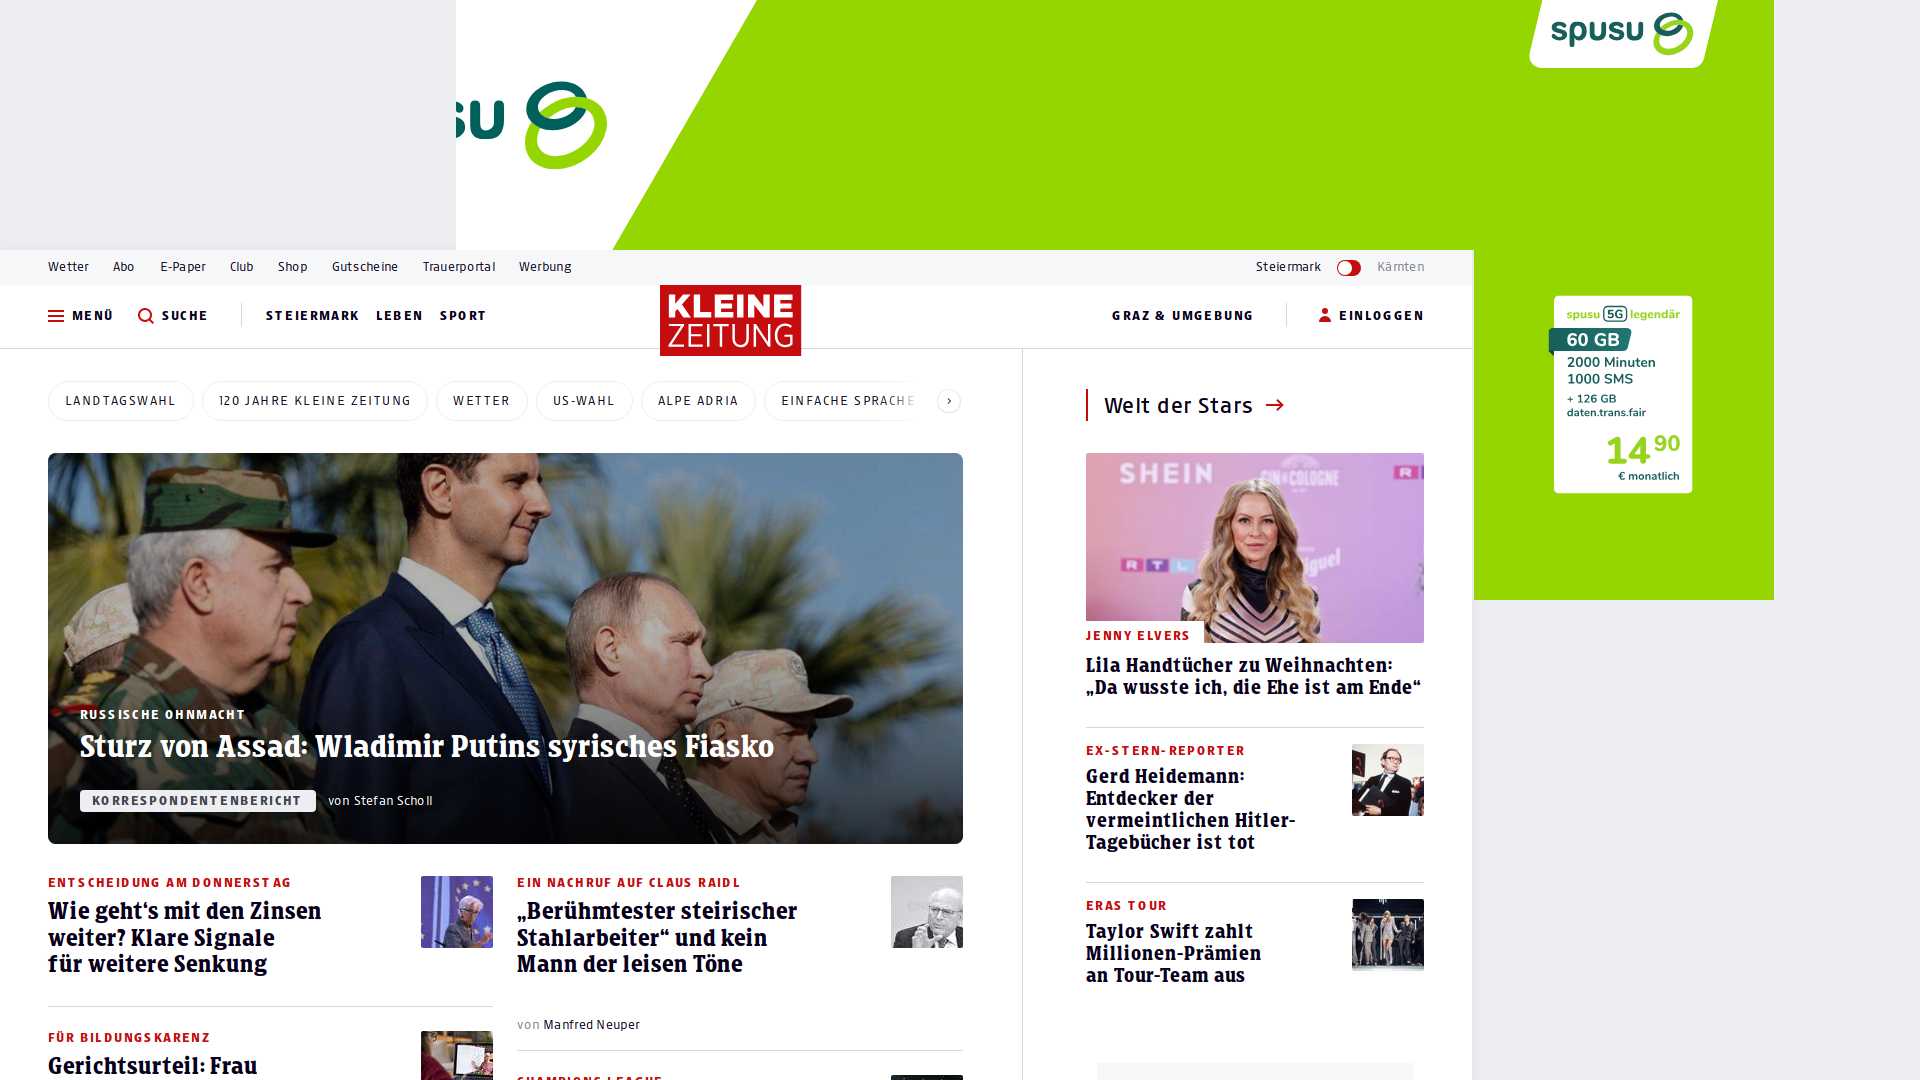 spusu
su
Wetter Abo E-Paper Club Shop Gutscheine Trauerportal Werbung
Steiermark Kärnten
MENÜ SUCHE STEIERMARK LEBEN SPORT
KLEINE
ZEITUNG
GRAZ & UMGEBUNG EINLOGGEN
spusu 5G legendär
60 GB
2000 Minuten
1000 SMS
+ 126 GB
daten.trans.fair
14 90
€ monatlich
LANDTAGSWAHL 120 JAHRE KLEINE ZEITUNG WETTER US-WAHL ALPE ADRIA EINFACHE SPRACHE
RUSSISCHE OHNMACHT
Sturz von Assad: Wladimir Putins syrisches Fiasko
KORRESPONDENTENBERICHT von Stefan Scholl
ENTSCHEIDUNG AM DONNERSTAG
Wie geht‘s mit den Zinsen
weiter? Klare Signale
für weitere Senkung
FÜR BILDUNGSKARENZ
Gerichtsurteil: Frau
EIN NACHRUF AUF CLAUS RAIDL
„Berühmtester steirischer
Stahlarbeiter“ und kein
Mann der leisen Töne
von Manfred Neuper
CHAMPIONS LEAGUE
Welt der Stars
SHEIN
GIN DE COLOGNE
RTL
JENNY ELVERS
Lila Handtücher zu Weihnachten:
„Da wusste ich, die Ehe ist am Ende“
EX-STERN-REPORTER
Gerd Heidemann:
Entdecker der
vermeintlichen Hitler-
Tagebücher ist tot
ERAS TOUR
Taylor Swift zahlt
Millionen-Prämien
an Tour-Team aus